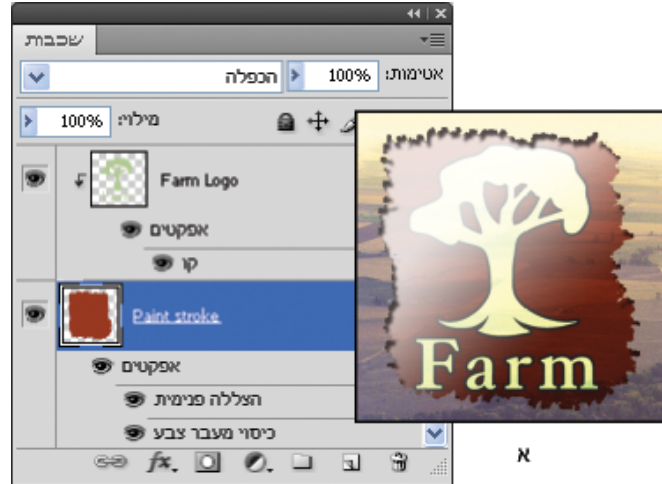 שכבות
אטימות: 100% הכפלה
מילוי: 100%
Farm Logo
אפקטים
קו
Paint stroke
אפקטים
הצללה פנימית
כיסוי מעבר צבע
fx.
Farm
א